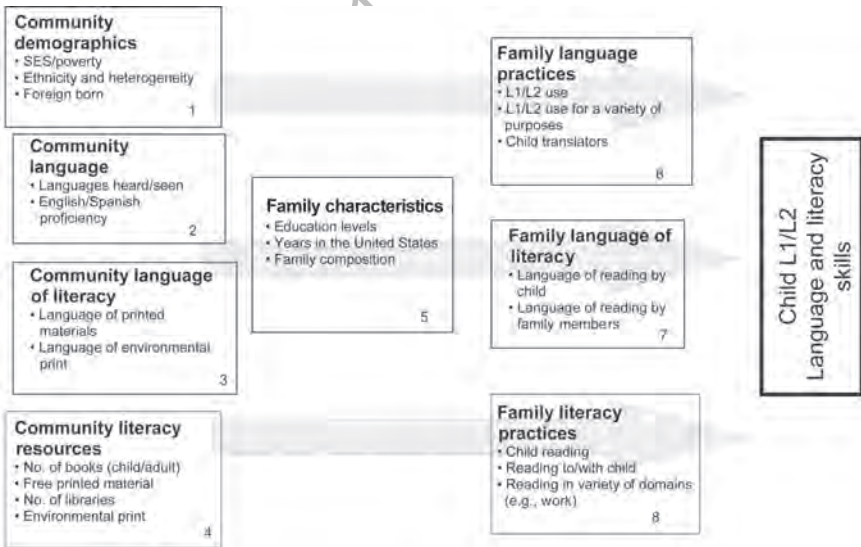 Community
demographics
• SES/poverty
• Ethnicity and heterogeneity
• Foreign born
1
Community
language
• Languages heard/seen
• English/Spanish
proficiency
2
Community language
of literacy
• Language of printed
materials
• Language of environmental
print
3
Community literacy
resources
• No. of books (child/adult)
• Free printed material
• No. of libraries
• Environmental print
4
Family characteristics
• Education levels
• Years in the United States
• Family composition
5
Family language
practices
• L1/L2 use
• L1/L2 use for a variety of
purposes
• Child translators
6
Family language of
literacy
• Language of reading by
child
• Language of reading by
family members
7
Family literacy
practices
• Child reading
• Reading to/with child
• Reading in variety of domains
(e.g., work)
8
Child L1/L2
Language and literacy
skills